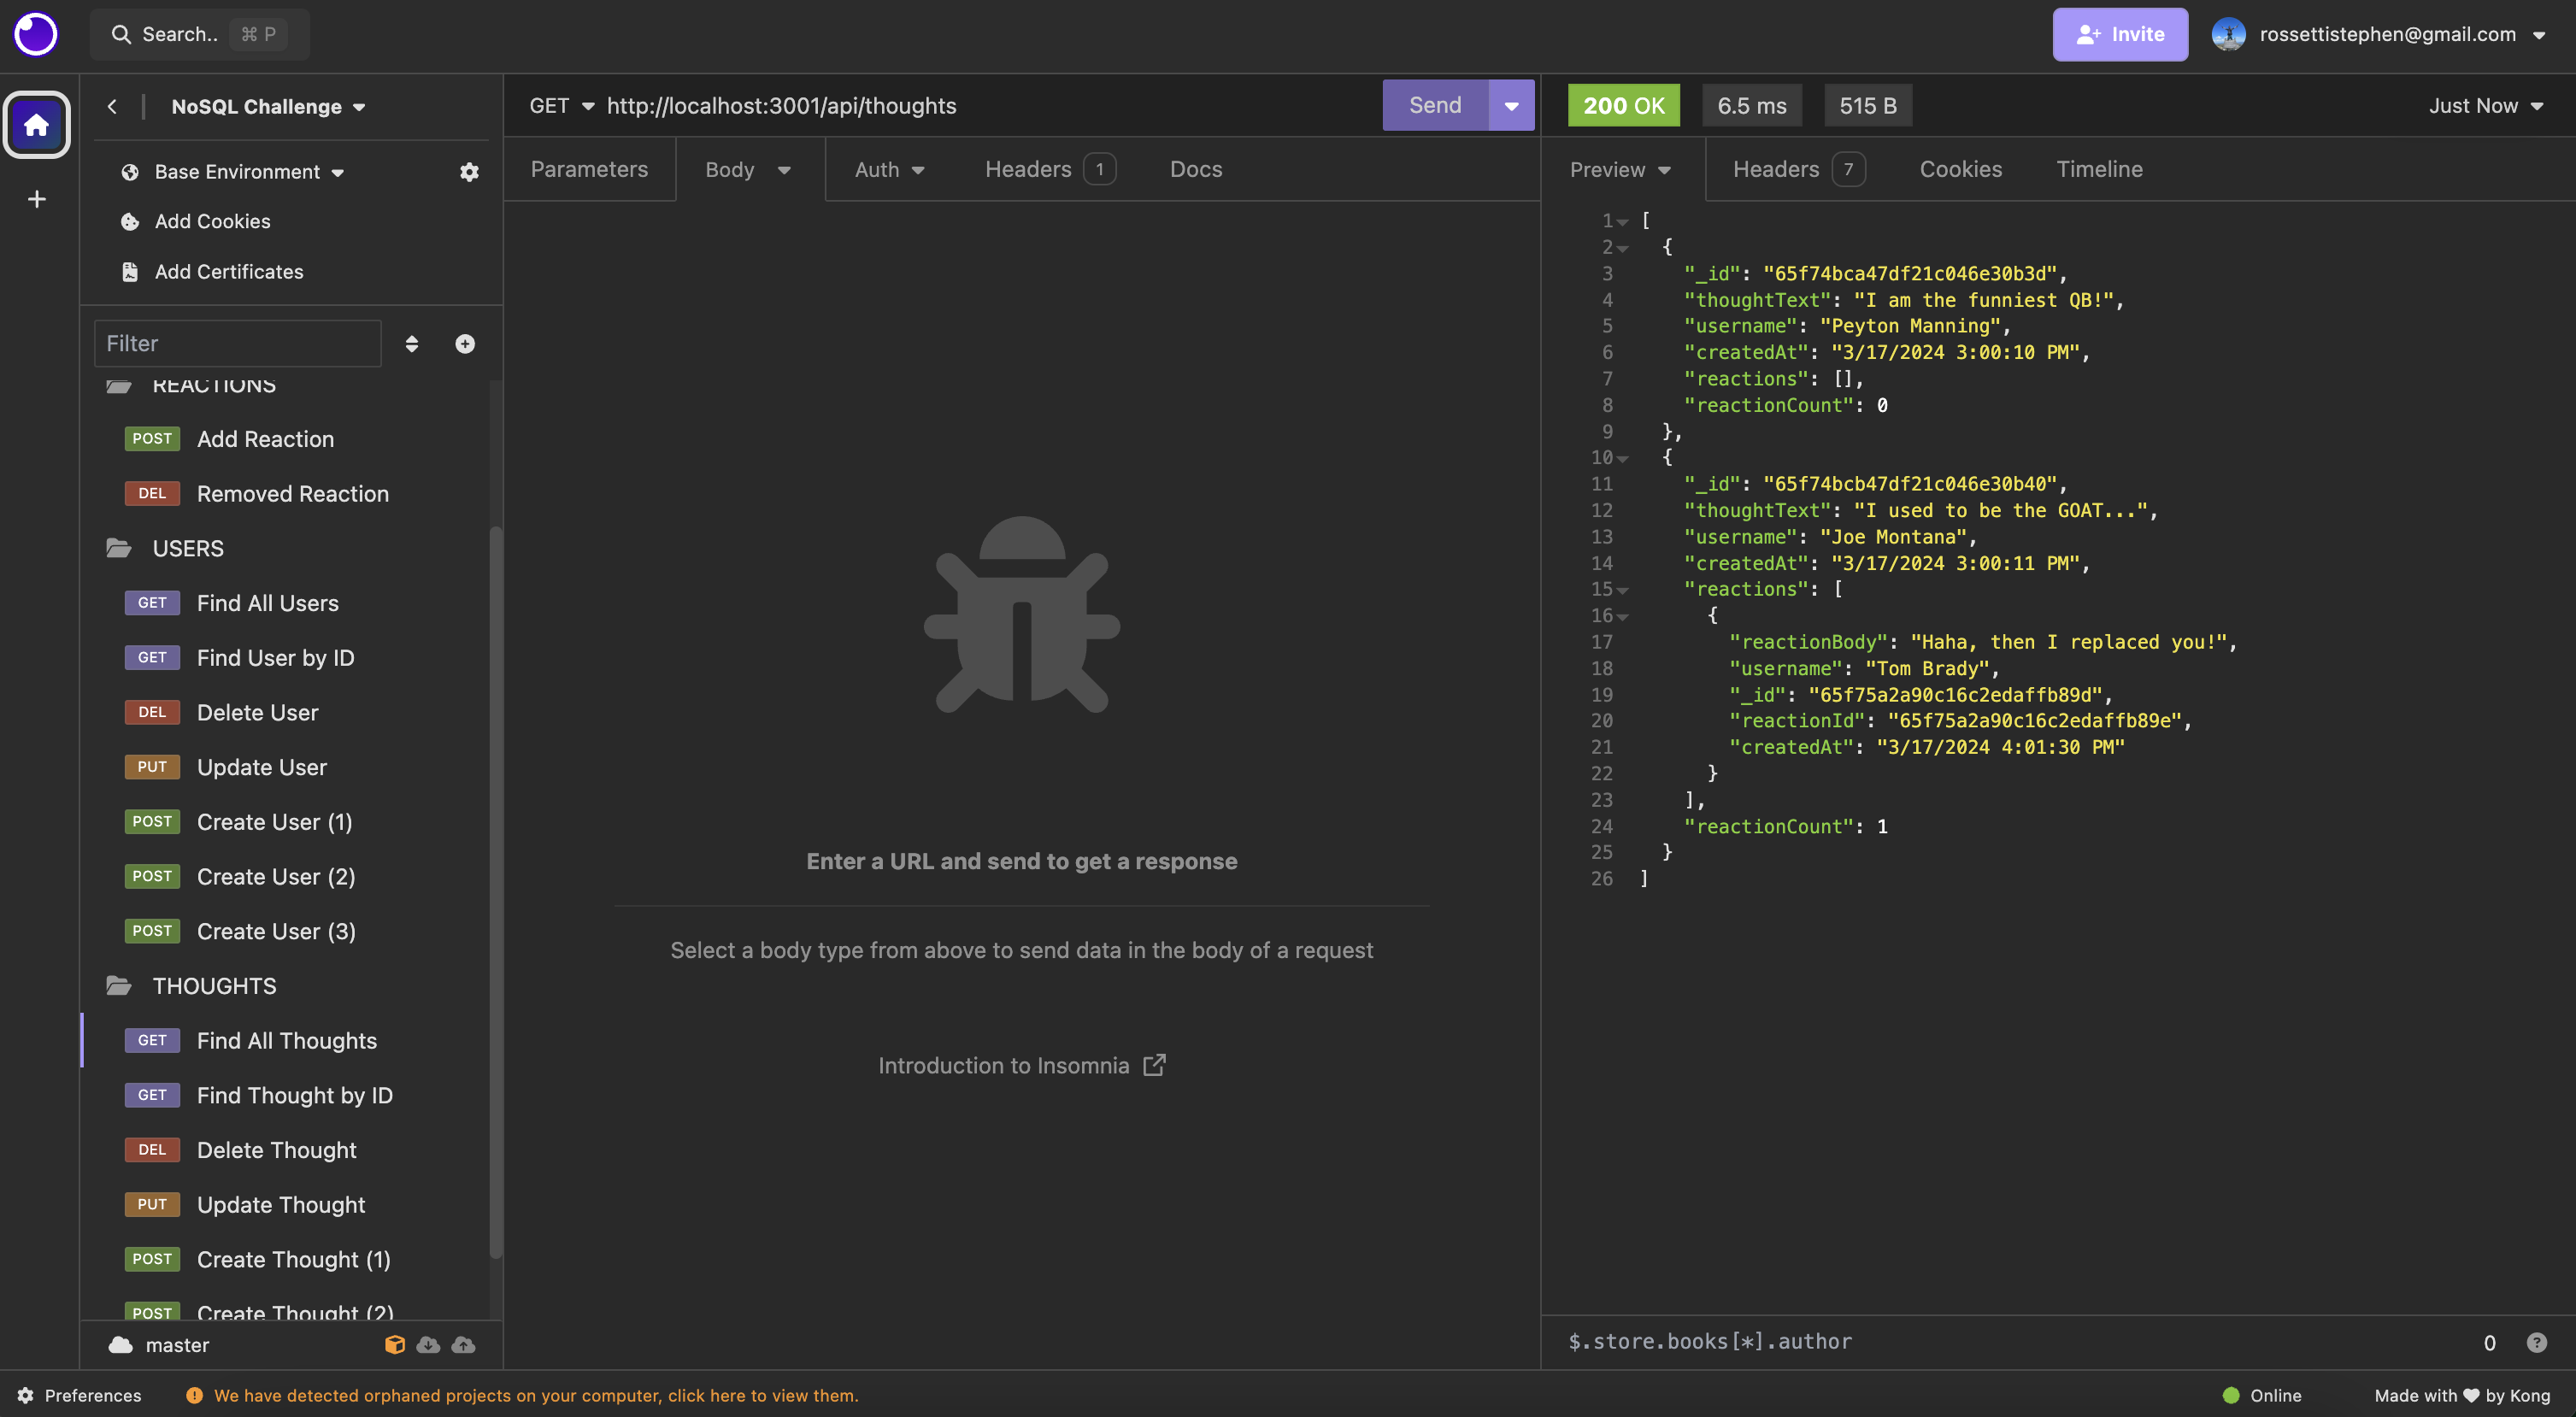 Search.. ⌘ P
Invite
rossettistephen@gmail.com
NoSQL Challenge
Base Environment
Add Cookies
Add Certificates
Filter
REACTIONS
POST Add Reaction
DEL Removed Reaction
USERS
GET Find All Users
GET Find User by ID
DEL Delete User
PUT Update User
POST Create User (1)
POST Create User (2)
POST Create User (3)
THOUGHTS
GET Find All Thoughts
GET Find Thought by ID
DEL Delete Thought
PUT Update Thought
POST Create Thought (1)
POST Create Thought (2)
master
GET http://localhost:3001/api/thoughts Send
Parameters Body Auth Headers 1 Docs
Enter a URL and send to get a response
Select a body type from above to send data in the body of a request
Introduction to Insomnia
200 OK 6.5 ms 515 B Just Now
Preview Headers 7 Cookies Timeline
1 [
2 {
3 "_id": "65f74bca47df21c046e30b3d",
4 "thoughtText": "I am the funniest QB!",
5 "username": "Peyton Manning",
6 "createdAt": "3/17/2024 3:00:10 PM",
7 "reactions": [],
8 "reactionCount": 0
9 },
10 {
11 "_id": "65f74bcb47df21c046e30b40",
12 "thoughtText": "I used to be the GOAT...",
13 "username": "Joe Montana",
14 "createdAt": "3/17/2024 3:00:11 PM",
15 "reactions": [
16 {
17 "reactionBody": "Haha, then I replaced you!",
18 "username": "Tom Brady",
19 "_id": "65f75a2a90c16c2edaffb89d",
20 "reactionId": "65f75a2a90c16c2edaffb89e",
21 "createdAt": "3/17/2024 4:01:30 PM"
22 }
23 ],
24 "reactionCount": 1
25 }
26 ]
$.store.books[*].author 0 ?
Preferences
We have detected orphaned projects on your computer, click here to view them.
Online
Made with ♥ by Kong